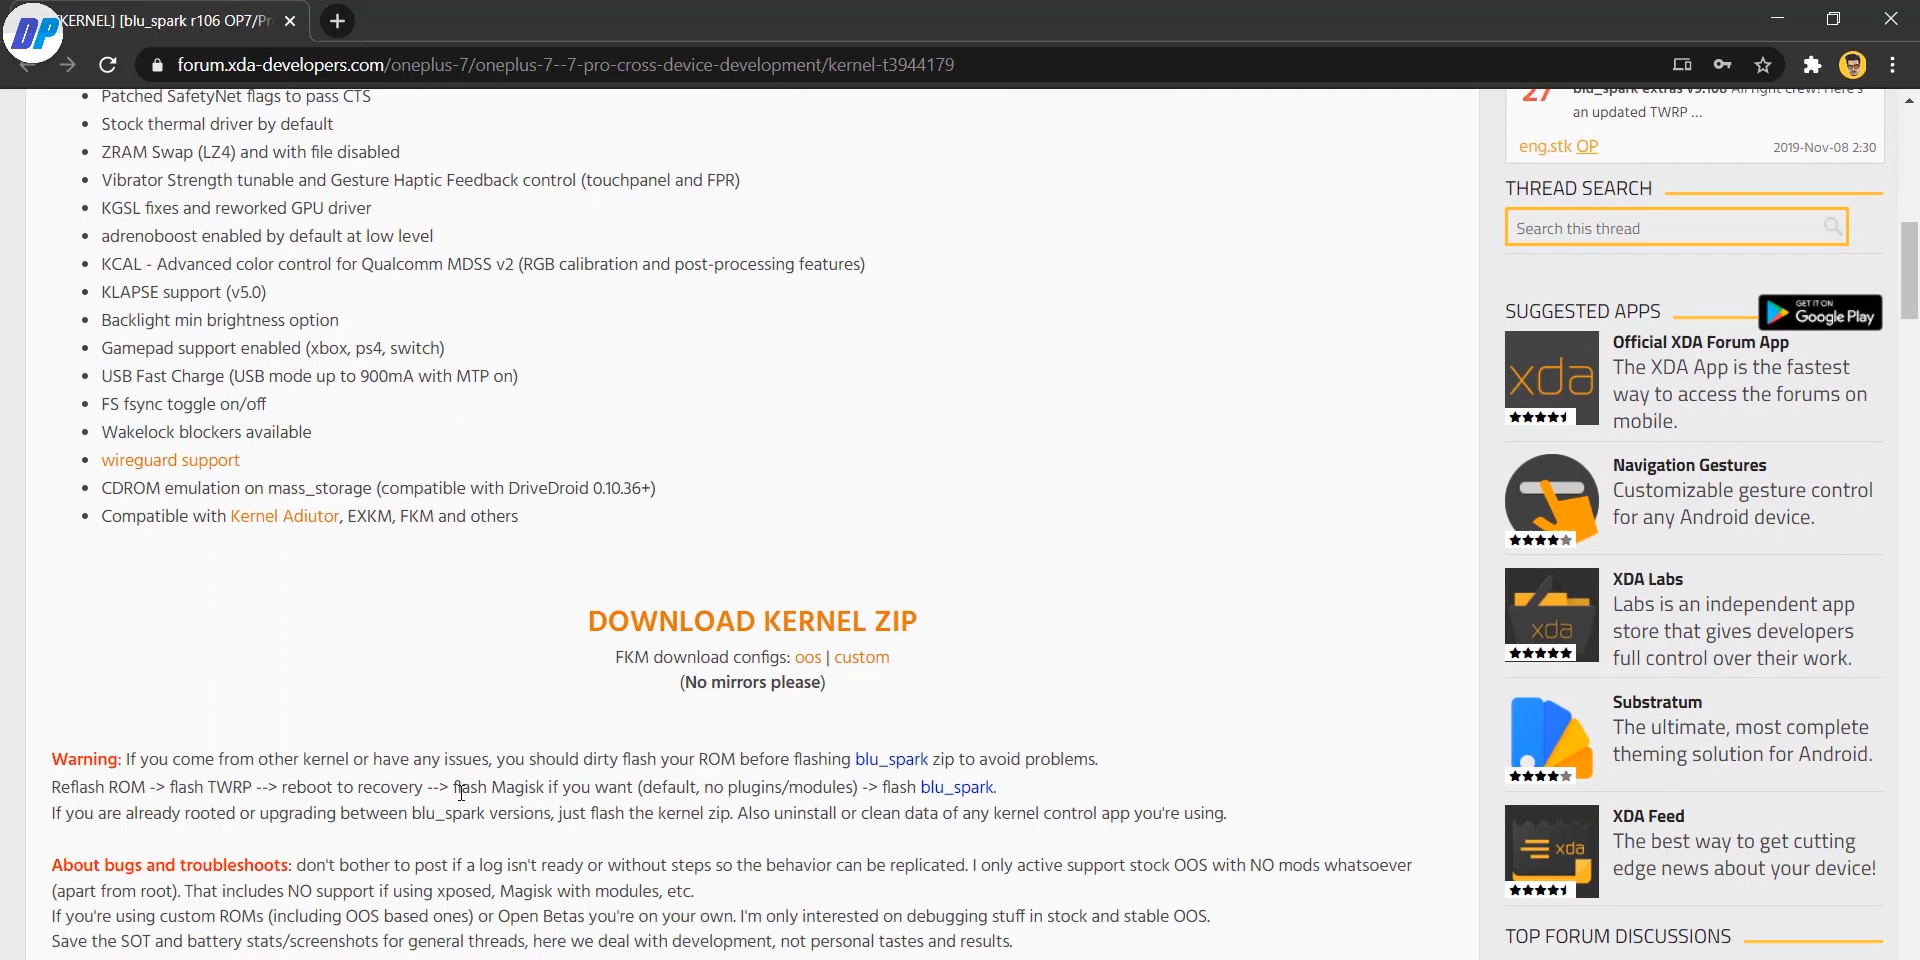 DP
KERNEL] [blu_spark r106 OP7/Pr
forum.xda-developers.com/oneplus-7/oneplus-7--7-pro-cross-device-development/kernel-t3944179
Patched SafetyNet flags to pass CTS
Stock thermal driver by default
ZRAM Swap (LZ4) and with file disabled
Vibrator Strength tunable and Gesture Haptic Feedback control (touchpanel and FPR)
KGSL fixes and reworked GPU driver
adrenoboost enabled by default at low level
KCAL - Advanced color control for Qualcomm MDSS v2 (RGB calibration and post-processing features)
KLAPSE support (v5.0)
Backlight min brightness option
Gamepad support enabled (xbox, ps4, switch)
USB Fast Charge (USB mode up to 900mA with MTP on)
FS fsync toggle on/off
Wakelock blockers available
wireguard support
CDROM emulation on mass_storage (compatible with DriveDroid 0.10.36+)
Compatible with Kernel Adiutor, EXKM, FKM and others
DOWNLOAD KERNEL ZIP
FKM download configs: oos | custom
(No mirrors please)
Warning: If you come from other kernel or have any issues, you should dirty flash your ROM before flashing blu_spark zip to avoid problems.
Reflash ROM -> flash TWRP --> reboot to recovery --> flash Magisk if you want (default, no plugins/modules) -> flash blu_spark.
If you are already rooted or upgrading between blu_spark versions, just flash the kernel zip. Also uninstall or clean data of any kernel control app you're using.
About bugs and troubleshoots: don't bother to post if a log isn't ready or without steps so the behavior can be replicated. I only active support stock OOS with NO mods whatsoever
(apart from root). That includes NO support if using xposed, Magisk with modules, etc.
If you're using custom ROMs (including OOS based ones) or Open Betas you're on your own. I'm only interested on debugging stuff in stock and stable OOS.
Save the SOT and battery stats/screenshots for general threads, here we deal with development, not personal tastes and results.
27
blu_spark extras v9.108 All right crew! Here's
an updated TWRP ...
eng.stk OP
2019-Nov-08 2:30
THREAD SEARCH
Search this thread
SUGGESTED APPS
GET IT ON
Google Play
xda
Official XDA Forum App
The XDA App is the fastest
way to access the forums on
mobile.
Navigation Gestures
Customizable gesture control
for any Android device.
xda
XDA Labs
Labs is an independent app
store that gives developers
full control over their work.
Substratum
The ultimate, most complete
theming solution for Android.
xda
XDA Feed
The best way to get cutting
edge news about your device!
TOP FORUM DISCUSSIONS